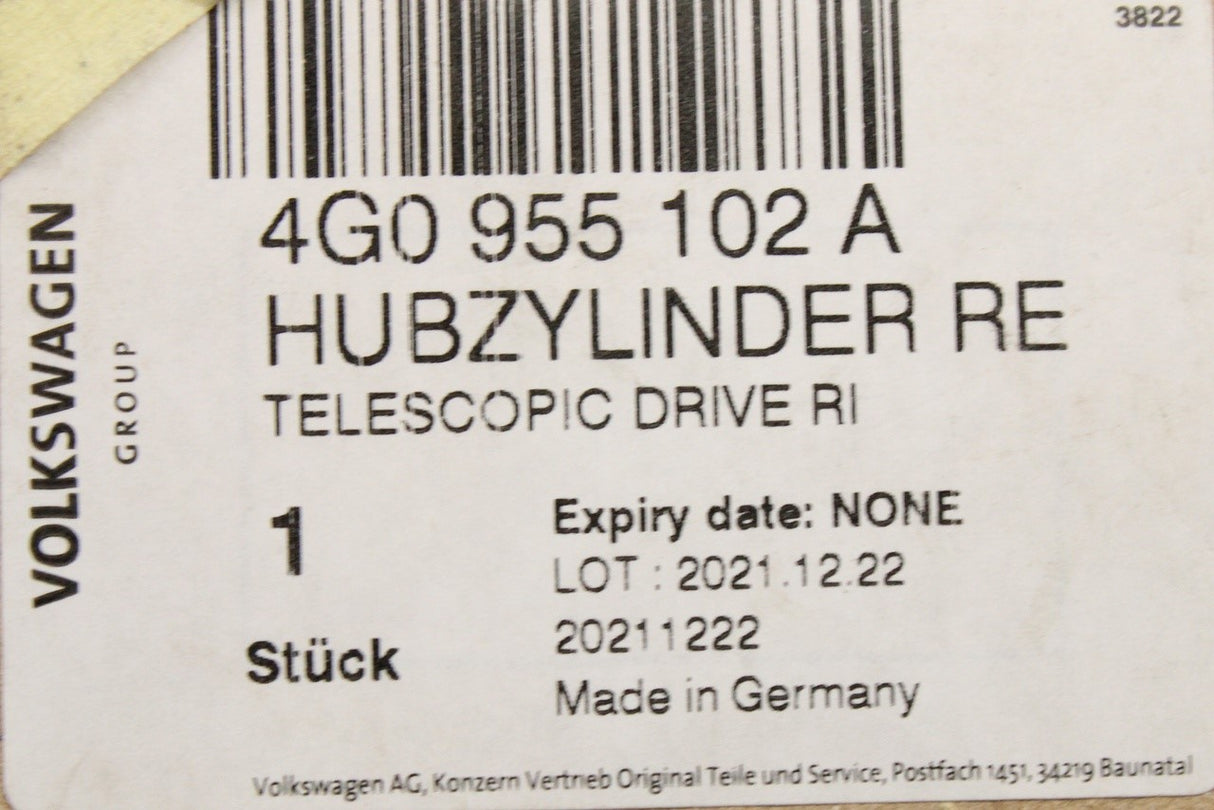 3822
4G0 955 102 A
HUBZYLINDER RE
TELESCOPIC DRIVE RI
1
Stück
Expiry date: NONE
LOT : 2021.12.22
20211222
Made in Germany
VOLKSWAGEN
GROUP
Volkswagen AG, Konzern Vertrieb Original Teile und Service, Postfach 1451, 34219 Baunatal